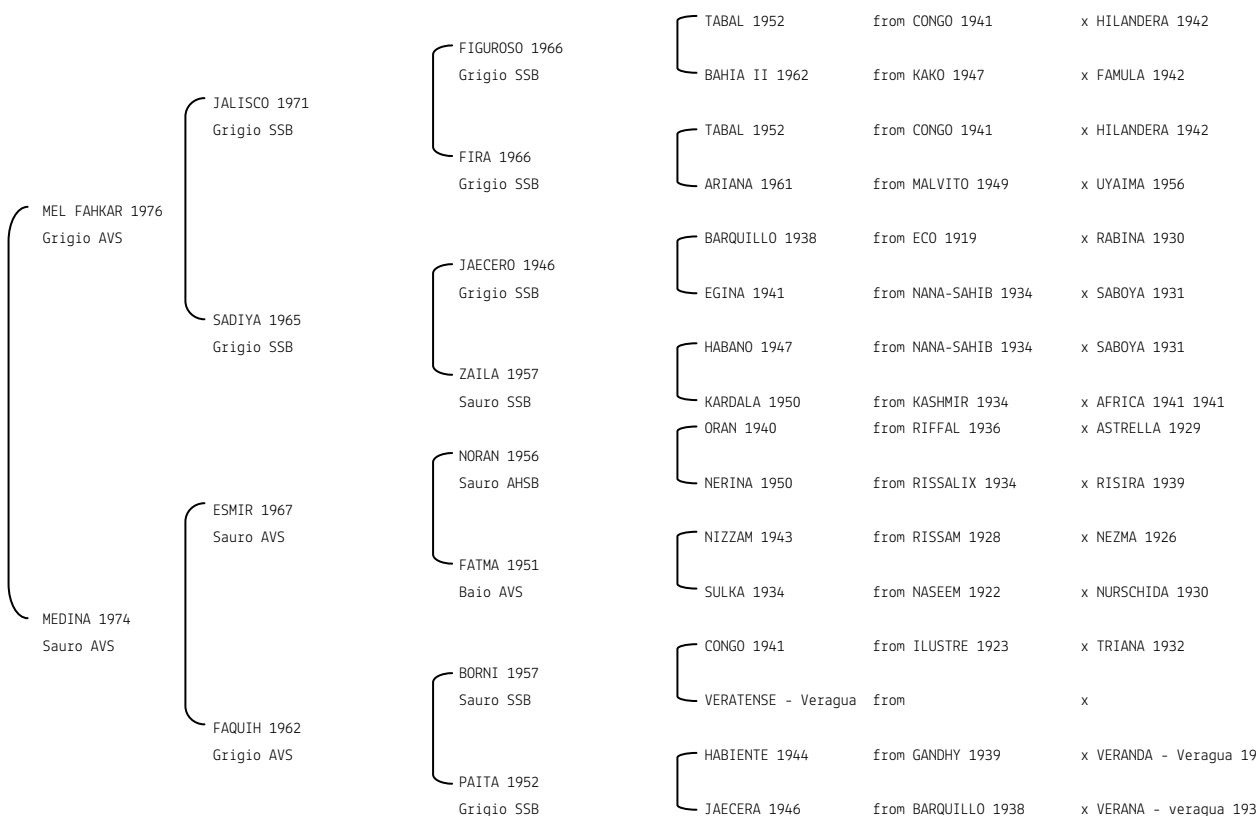 TABAL 1952 from CONGO 1941 x HILANDERA 1942
FIGUROSO 1966
Grigio SSB BAHIA II 1962 from KAKO 1947 x FAMULA 1942
JALISCO 1971
Grigio SSB TABAL 1952 from CONGO 1941 x HILANDERA 1942
FIRA 1966
Grigio SSB ARIANA 1961 from MALVITO 1949 x UYAIMA 1956
MEL FAHKAR 1976
Grigio AVS BARQUILLO 1938 from ECO 1919 x RABINA 1930
JAECERO 1946
Grigio SSB EGINA 1941 from NANA-SAHIB 1934 x SABOYA 1931
SADIYA 1965
Grigio SSB HABANO 1947 from NANA-SAHIB 1934 x SABOYA 1931
ZAILA 1957
Sauro SSB KARDALA 1950 from KASHMIR 1934 x AFRICA 1941 1941
ORAN 1940 from RIFFAL 1936 x ASTRELLA 1929
NORAN 1956
Sauro AHSB NERINA 1950 from RISSALIX 1934 x RISIRA 1939
ESMIR 1967
Sauro AVS NIZZAM 1943 from RISSAM 1928 x NEZMA 1926
FATMA 1951
Baio AVS SULKA 1934 from NASEEM 1922 x NURSCHIDA 1930
MEDINA 1974
Sauro AVS CONGO 1941 from ILUSTRE 1923 x TRIANA 1932
BORNI 1957
Sauro SSB VERATENSE - Veragua from x
FAQUIH 1962
Grigio AVS HABIENTE 1944 from GANDHY 1939 x VERANDA - Veragua 19
PAITA 1952
Grigio SSB JAECERA 1946 from BARQUILLO 1938 x VERANA - veragua 193